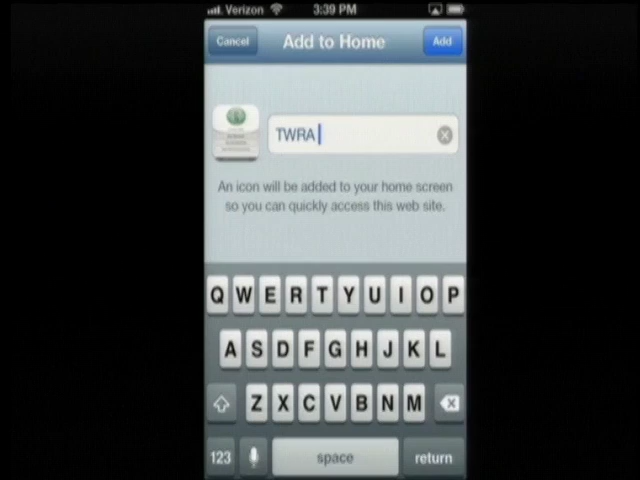 Verizon 3:39 PM
Cancel Add to Home Add
TWRA
An icon will be added to your home screen
so you can quickly access this web site.
Q W E R T Y U I O P
A S D F G H J K L
Z X C V B N M
123 space return